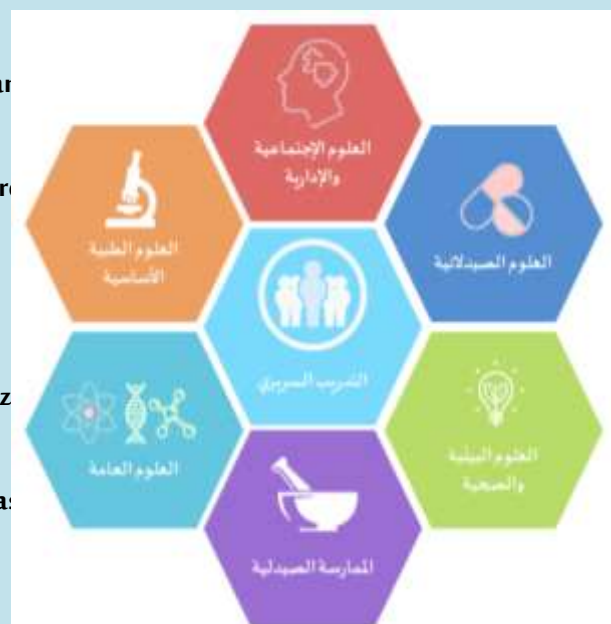 العلوم الإجتماعية
والإدارية
العلوم الطبية
الأساسية
العلوم الصيدلانية
التدريب السريري
العلوم العامة
العلوم البيئية
والصحية
الممارسة الصيدلية